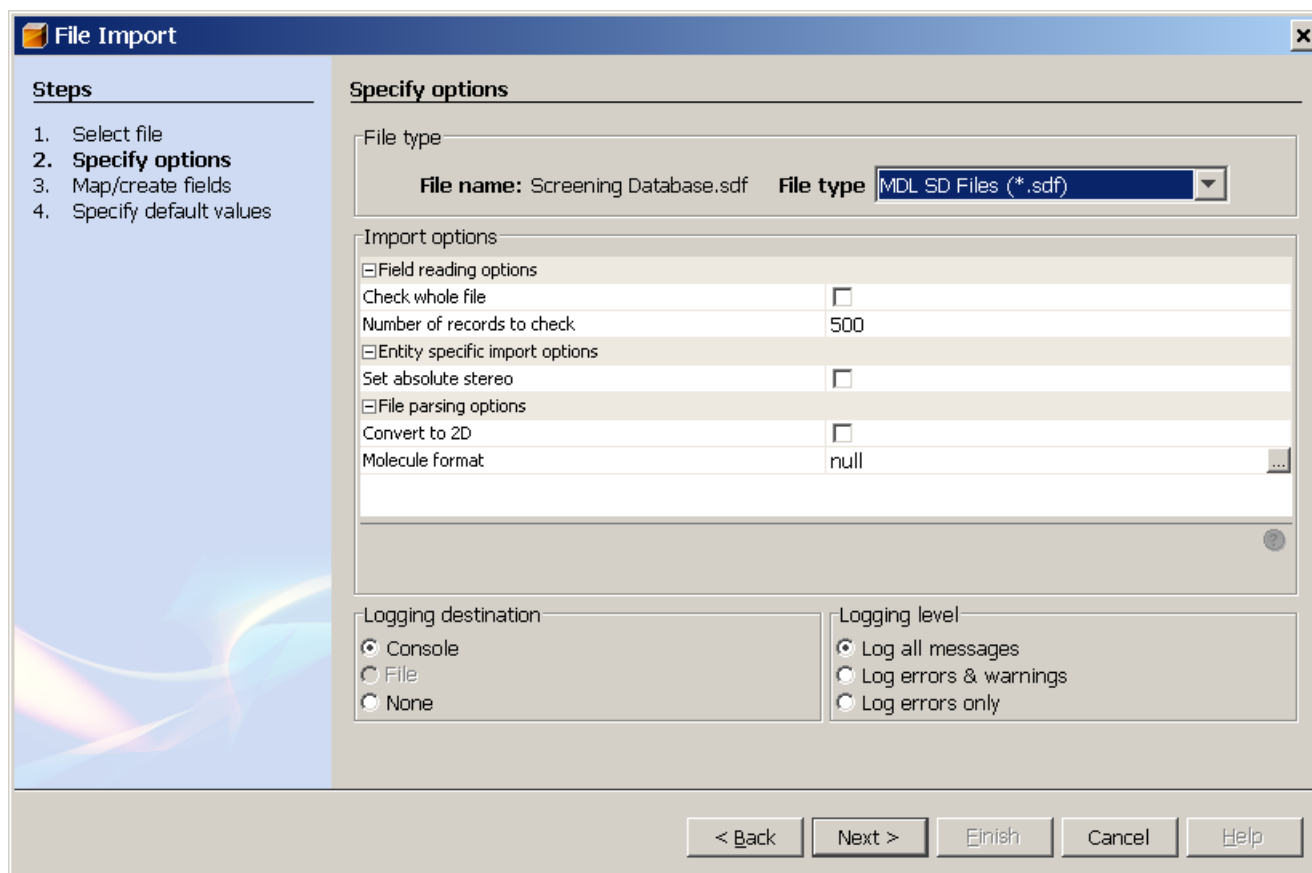 File Import
Steps
1. Select file
2. Specify options
3. Map/create fields
4. Specify default values
Specify options
File type
File name: Screening Database.sdf File type MDL SD Files (*.sdf)
Import options
Field reading options
Check whole file
Number of records to check 500
Entity specific import options
Set absolute stereo
File parsing options
Convert to 2D
Molecule format null ...
?
Logging destination
Console
File
None
Logging level
Log all messages
Log errors & warnings
Log errors only
< Back Next > Finish Cancel Help